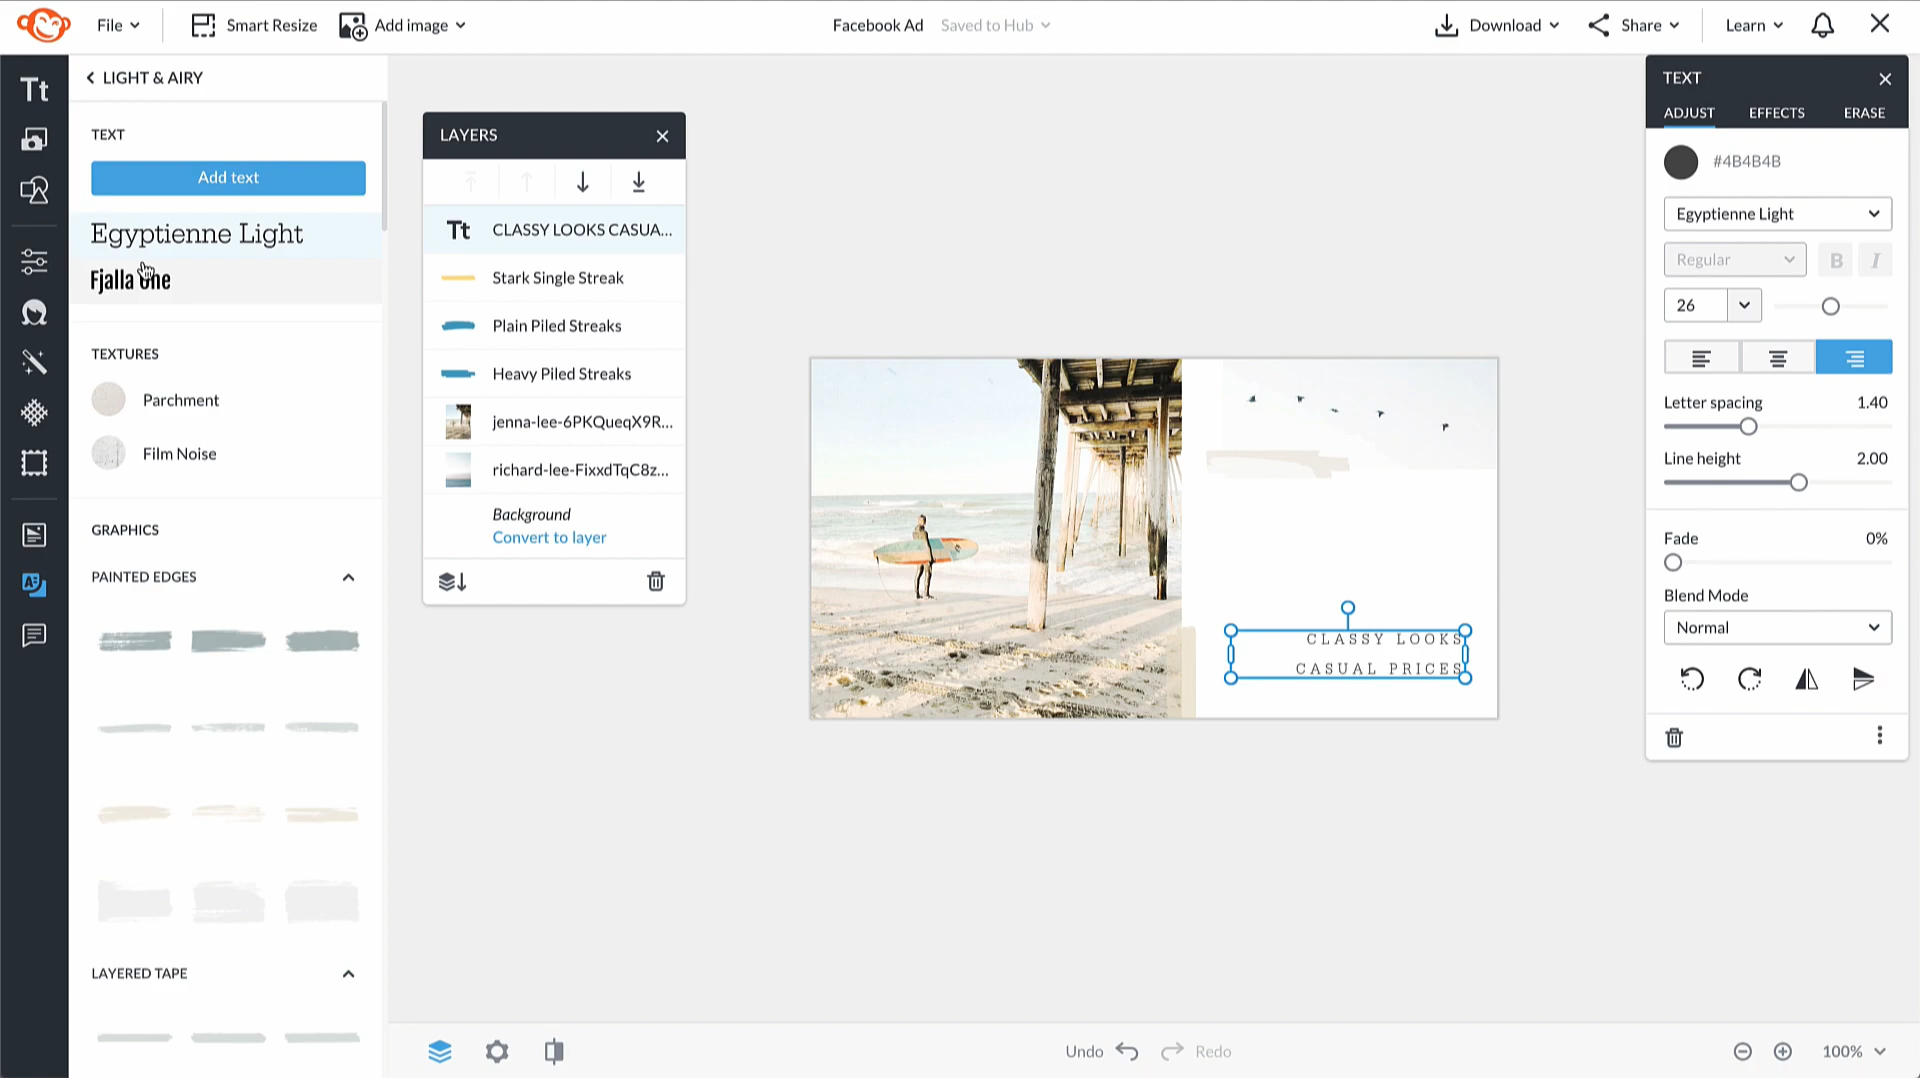 File
Smart Resize
Add image
Facebook Ad
Saved to Hub
Download
Share
Learn
LIGHT & AIRY
TEXT
Add text
Egyptienne Light
Fjalla One
TEXTURES
Parchment
Film Noise
GRAPHICS
PAINTED EDGES
LAYERED TAPE
LAYERS
Tt CLASSY LOOKS CASUA...
Stark Single Streak
Plain Piled Streaks
Heavy Piled Streaks
jenna-lee-6PKQueqX9R...
richard-lee-FixxdTqC8z...
Background
Convert to layer
CLASSY LOOKS
CASUAL PRICES
TEXT
ADJUST EFFECTS ERASE
#4B4B4B
Egyptienne Light
Regular B I
26
Letter spacing 1.40
Line height 2.00
Fade 0%
Blend Mode
Normal
Tt
Undo
Redo
100%